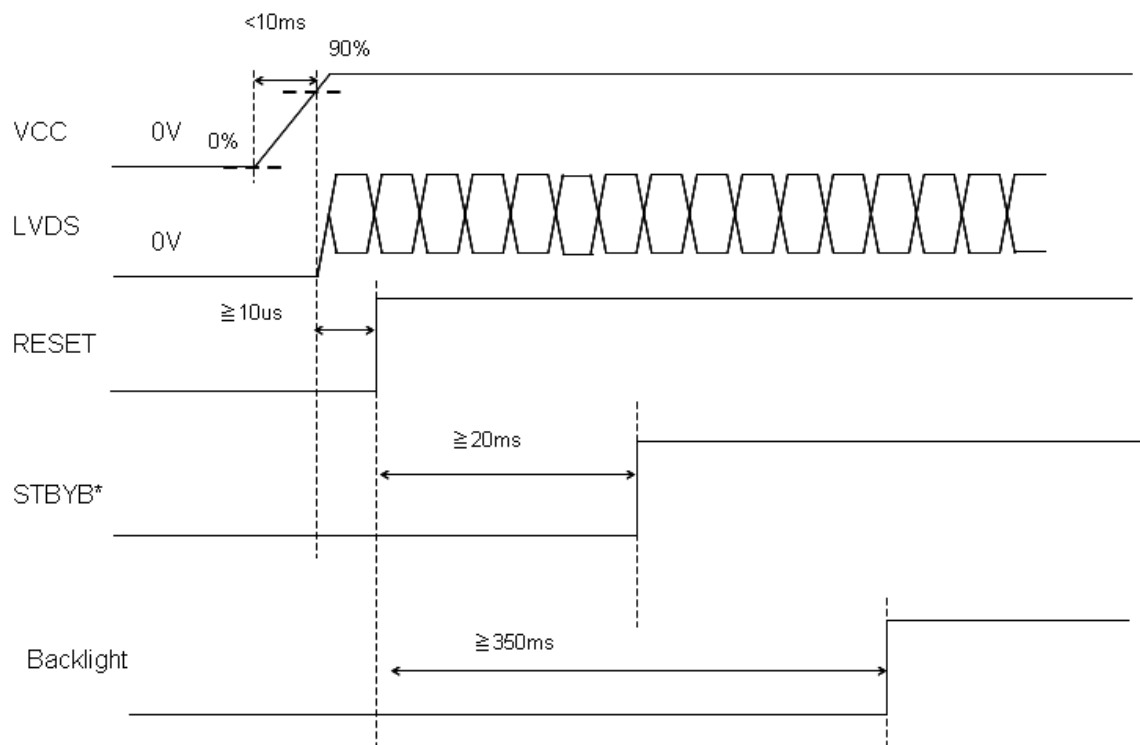 <10ms
90%
VCC
0V
0%
LVDS
0V
≧10us
RESET
≧20ms
STBYB*
≧350ms
Backlight